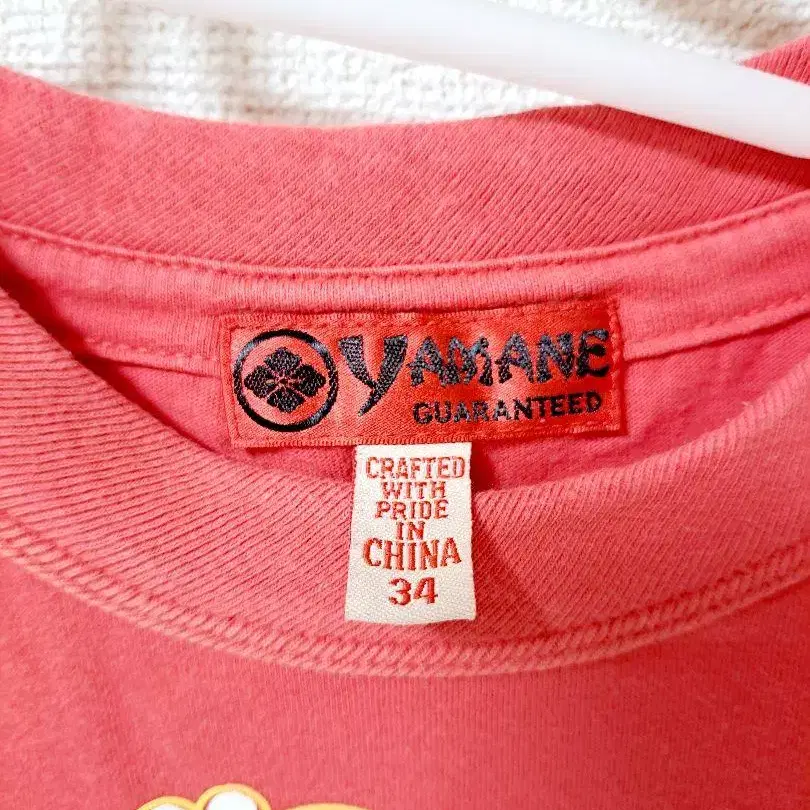 YAMANE
GUARANTEED
CRAFTED
WITH
PRIDE
IN
CHINA
34